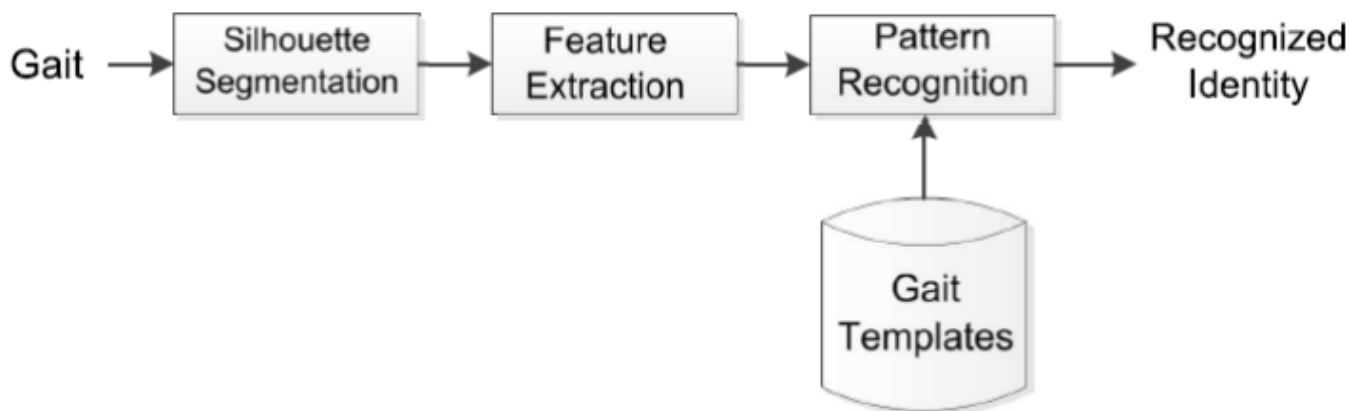 Gait
Silhouette
Segmentation
Feature
Extraction
Pattern
Recognition
Recognized
Identity
Gait
Templates